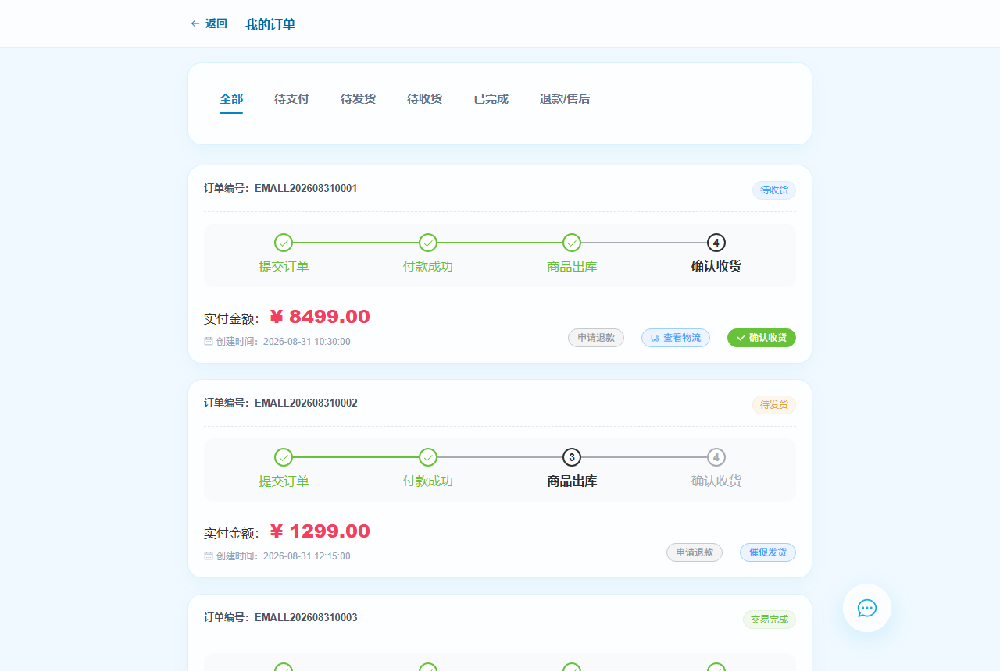 返回 我的订单
全部 待支付 待发货 待收货 已完成 退款/售后
订单编号：EMALL202608310001 待收货
4
提交订单 付款成功 商品出库 确认收货
实付金额： ¥ 8499.00
创建时间：2026-08-31 10:30:00 申请退款 查看物流 确认收货
订单编号：EMALL202608310002 待发货
3 4
提交订单 付款成功 商品出库 确认收货
实付金额： ¥ 1299.00
创建时间：2026-08-31 12:15:00 申请退款 催促发货
订单编号：EMALL202608310003 交易完成